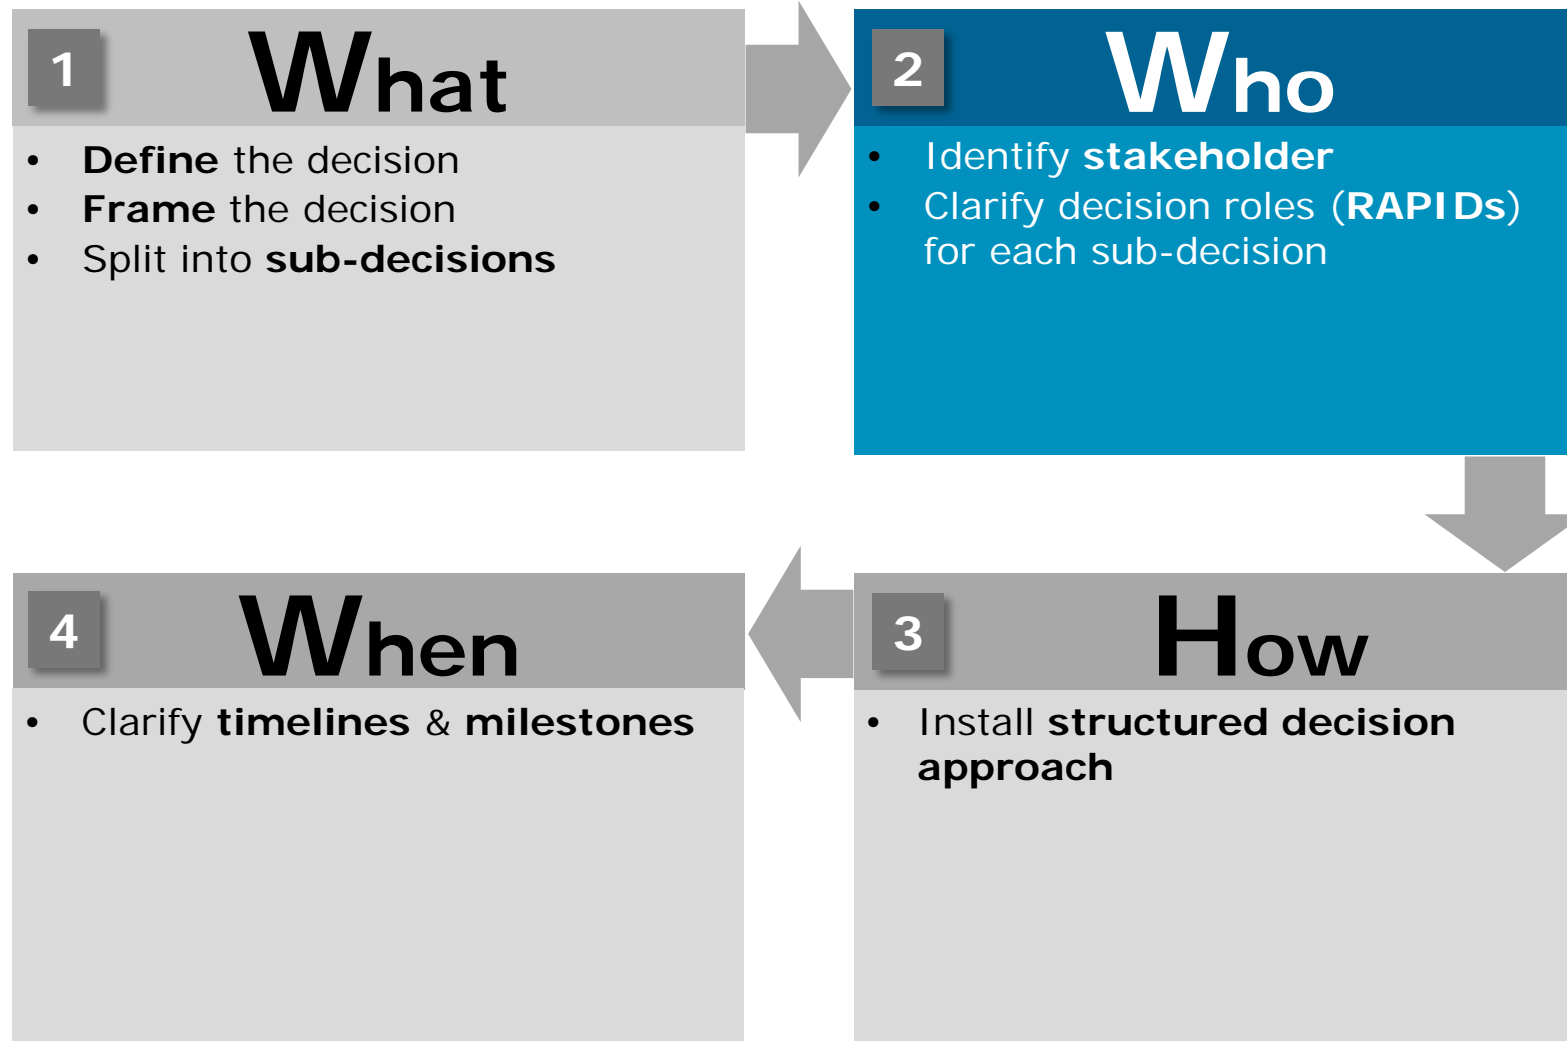 1
What
• Define the decision
• Frame the decision
• Split into sub-decisions
2
Who
• Identify stakeholder
• Clarify decision roles (RAPIDs)
for each sub-decision
4
When
• Clarify timelines & milestones
3
How
• Install structured decision
approach